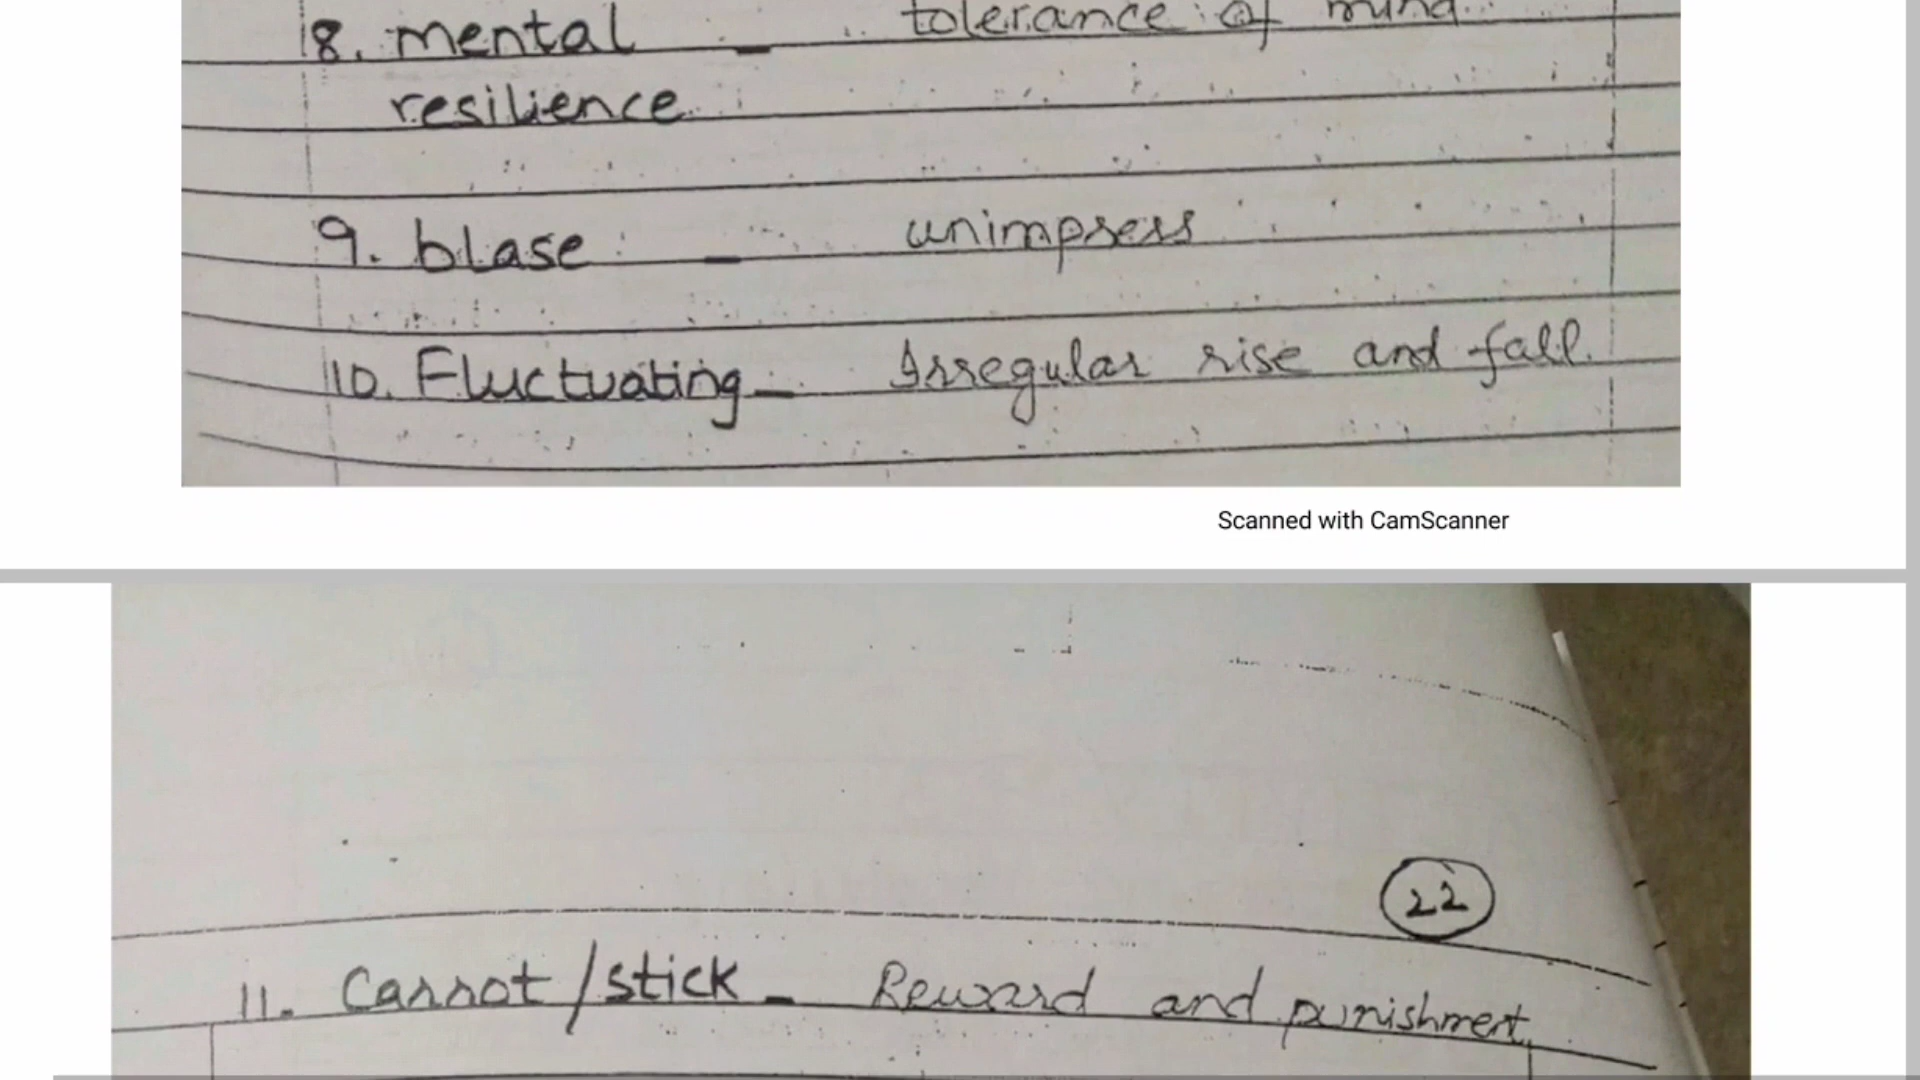 8. mental - tolerance of mind
resilience
9. blase - unimpress
10. Fluctuating - Irregular rise and fall.
Scanned with CamScanner
22
11. Carrot/stick - Reward and punishment